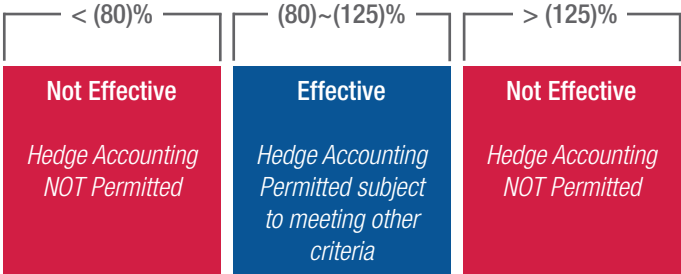 < (80)%
(80)~(125)%
> (125)%
Not Effective
Hedge Accounting
NOT Permitted
Effective
Hedge Accounting
Permitted subject
to meeting other
criteria
Not Effective
Hedge Accounting
NOT Permitted